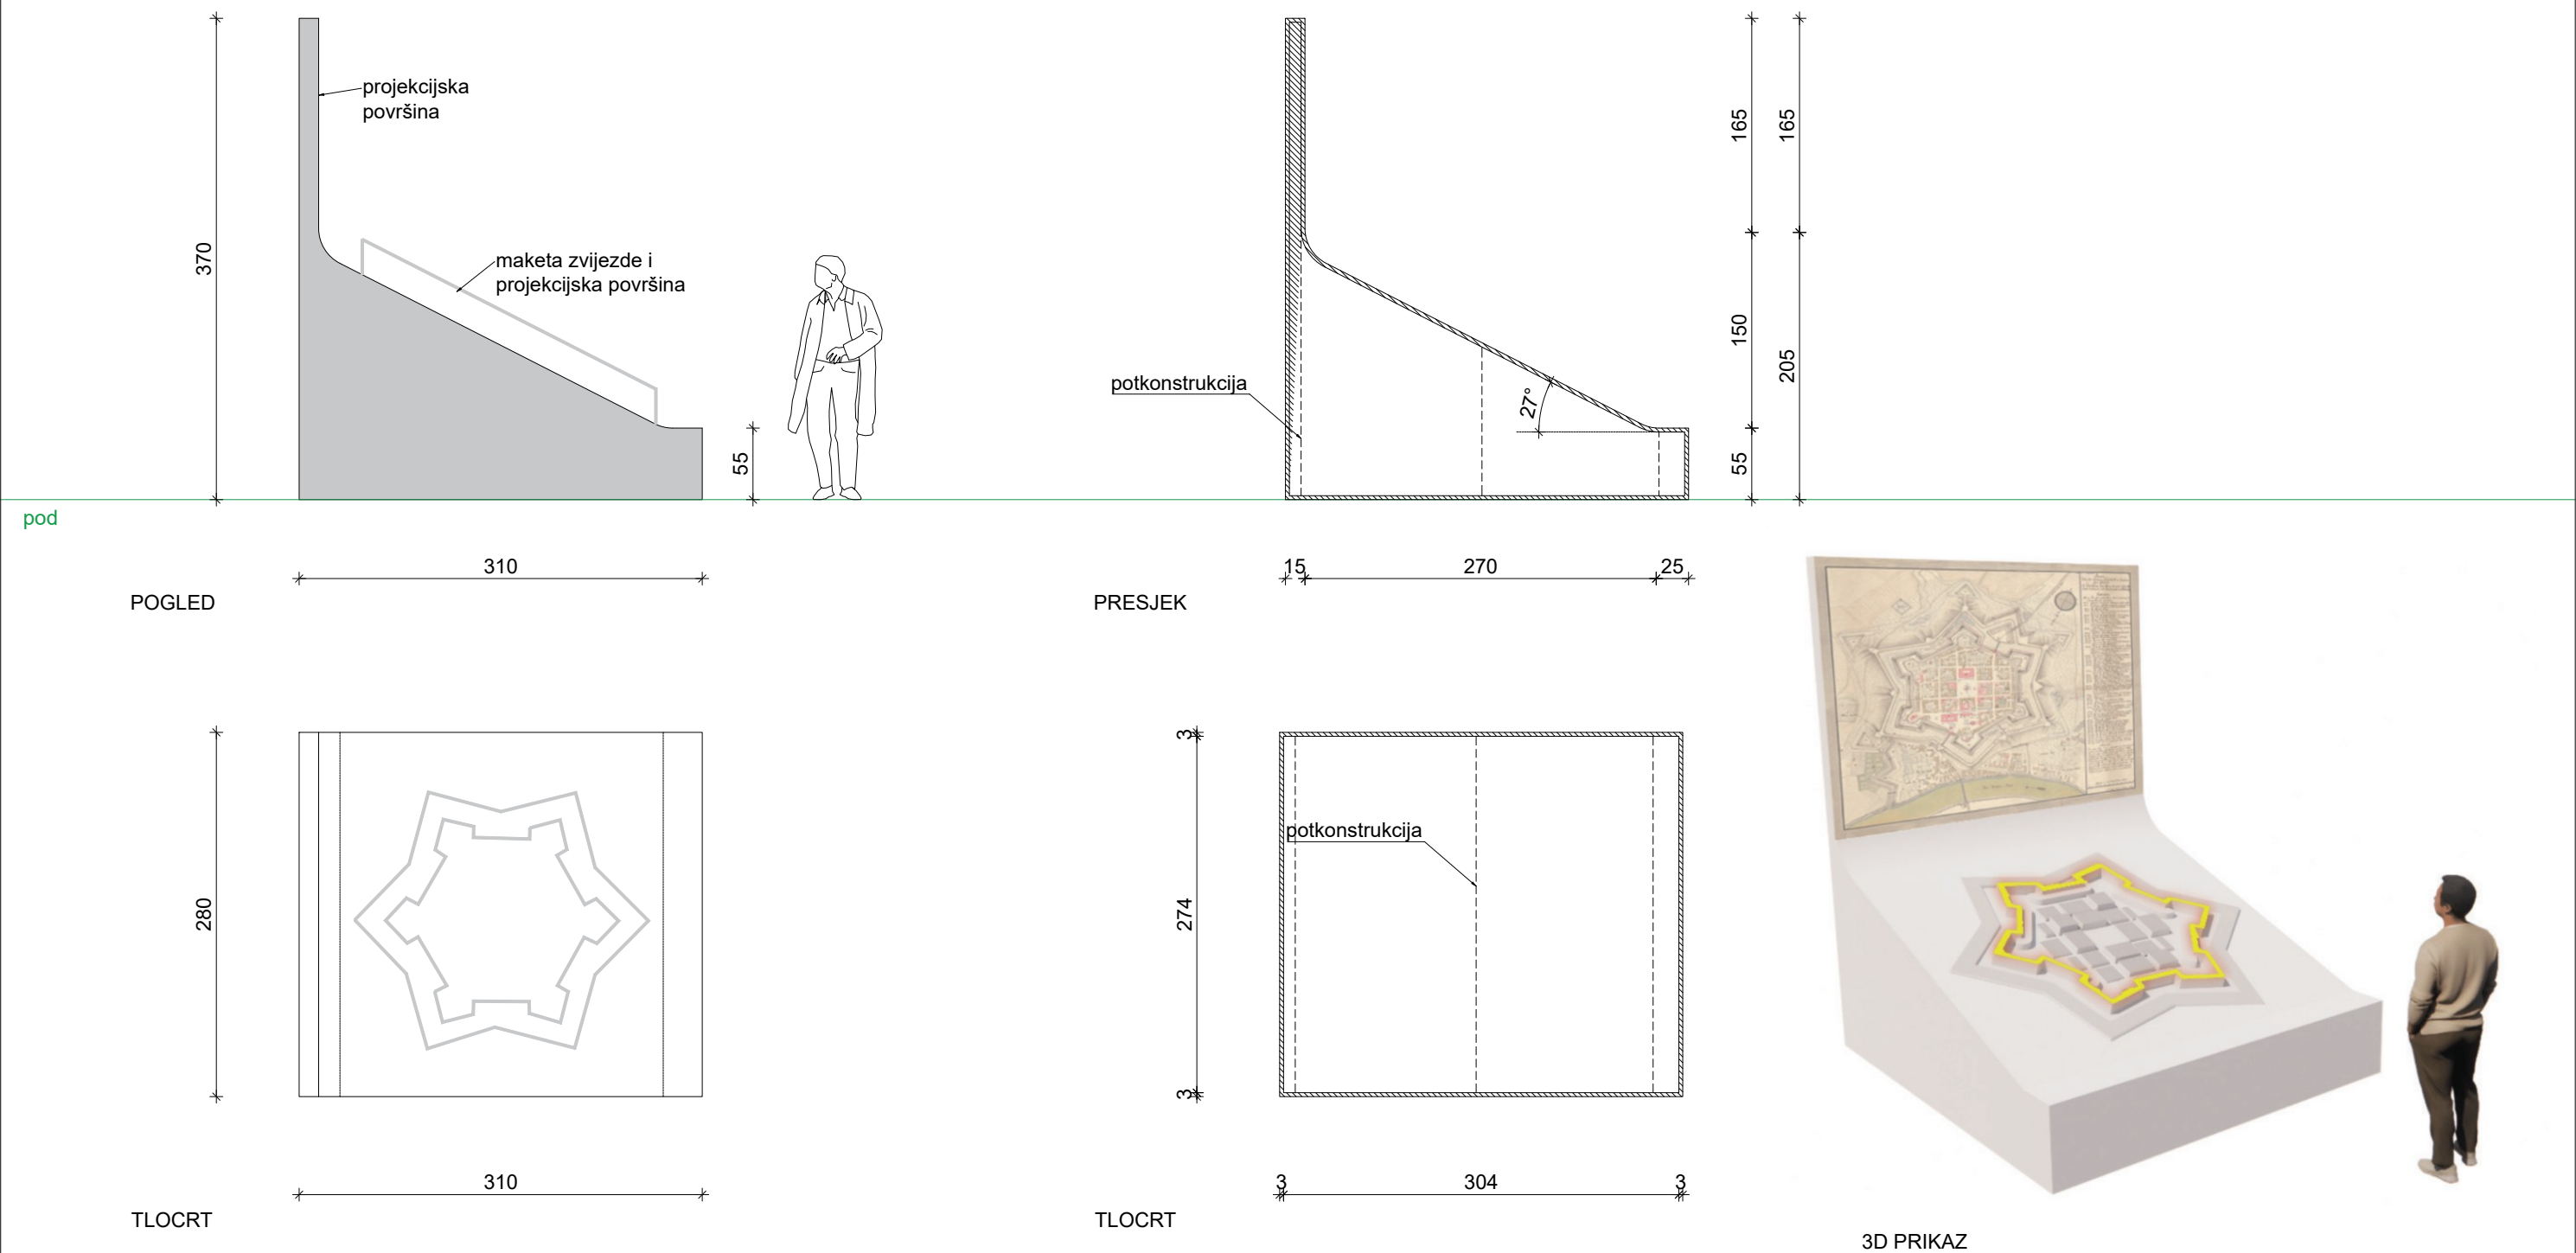 projekcijska
površina
370
maketa zvijezde i
projekcijska površina
55
pod
310
POGLED
165
165
150
205
55
potkonstrukcija
27°
15
270
25
PRESJEK
280
310
TLOCRT
3
274
3
potkonstrukcija
3
304
3
TLOCRT
3D PRIKAZ